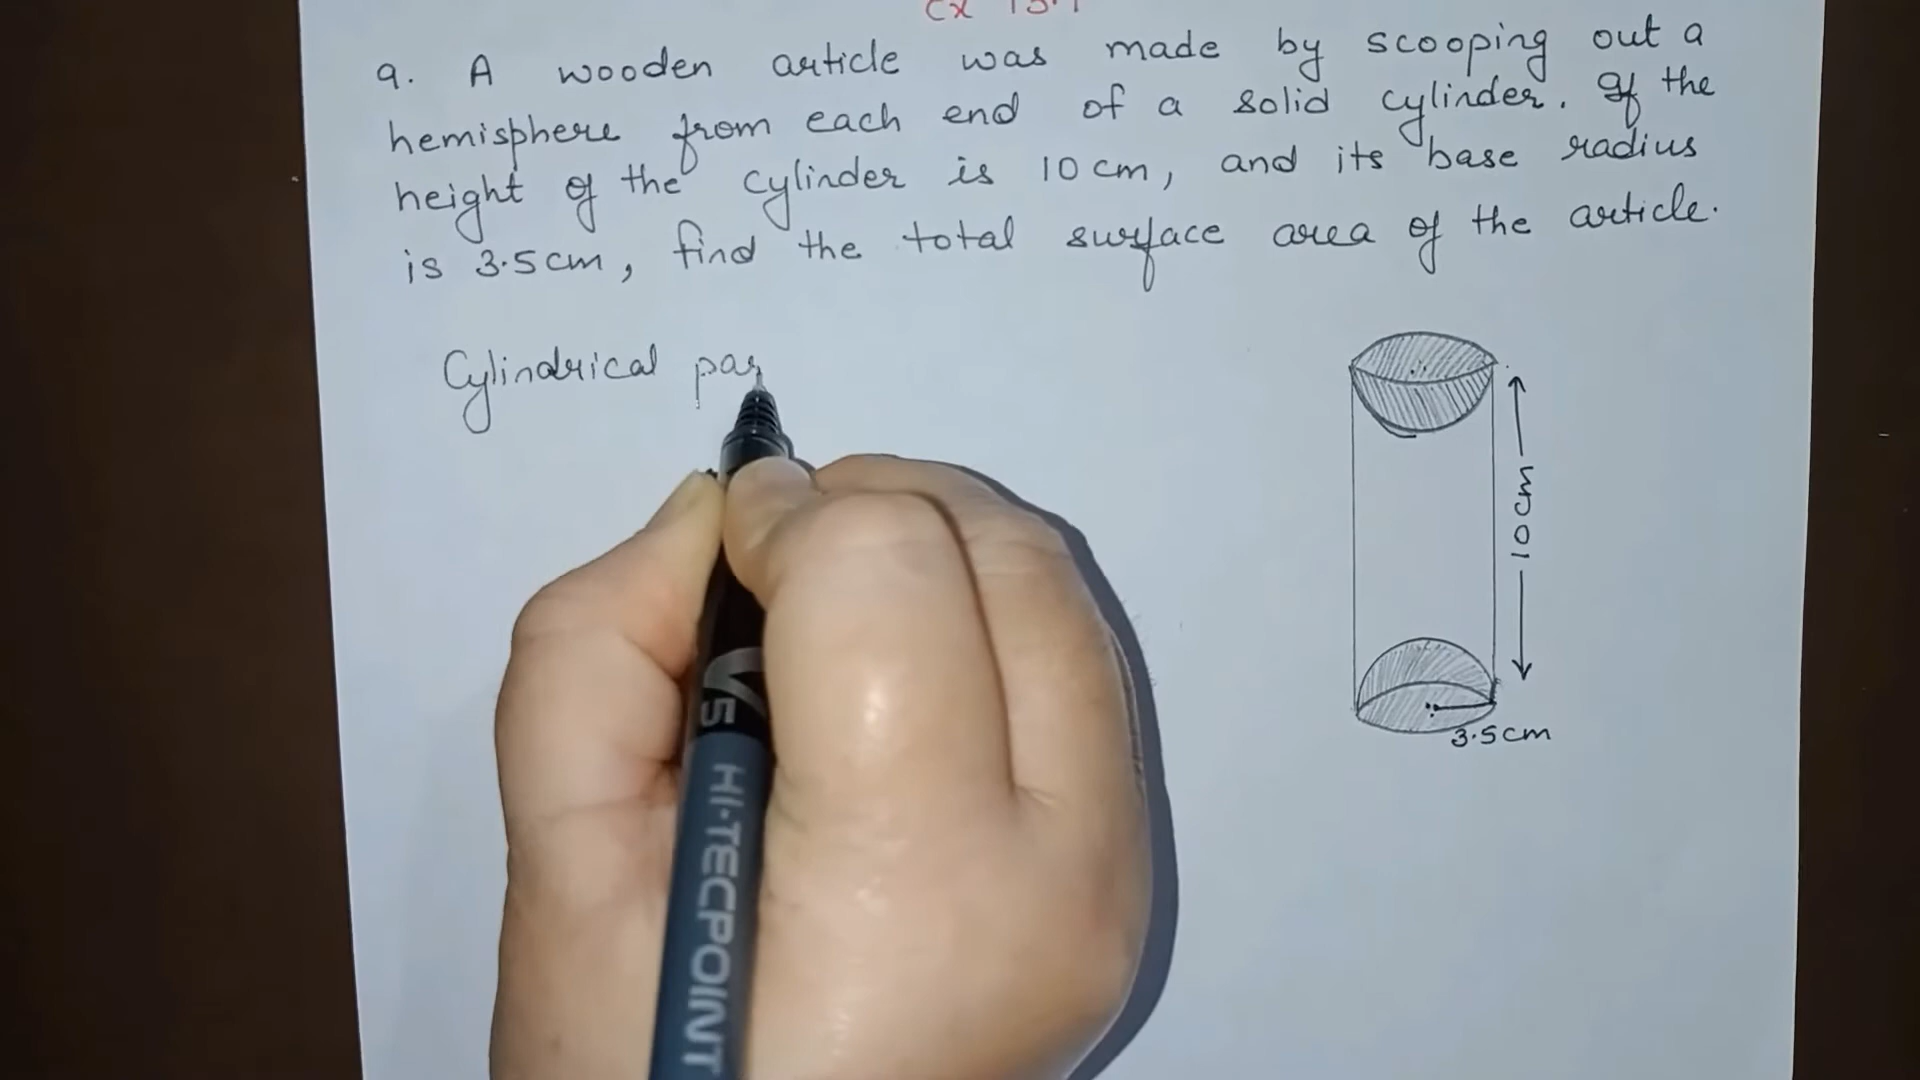 9. A wooden article was made by scooping out a
hemisphere from each end of a solid cylinder. If the
height of the cylinder is 10 cm, and its base radius
is 3.5cm, find the total surface area of the article.
Cylindrical par
10cm
3.5cm
V5
HI-TECPOINT